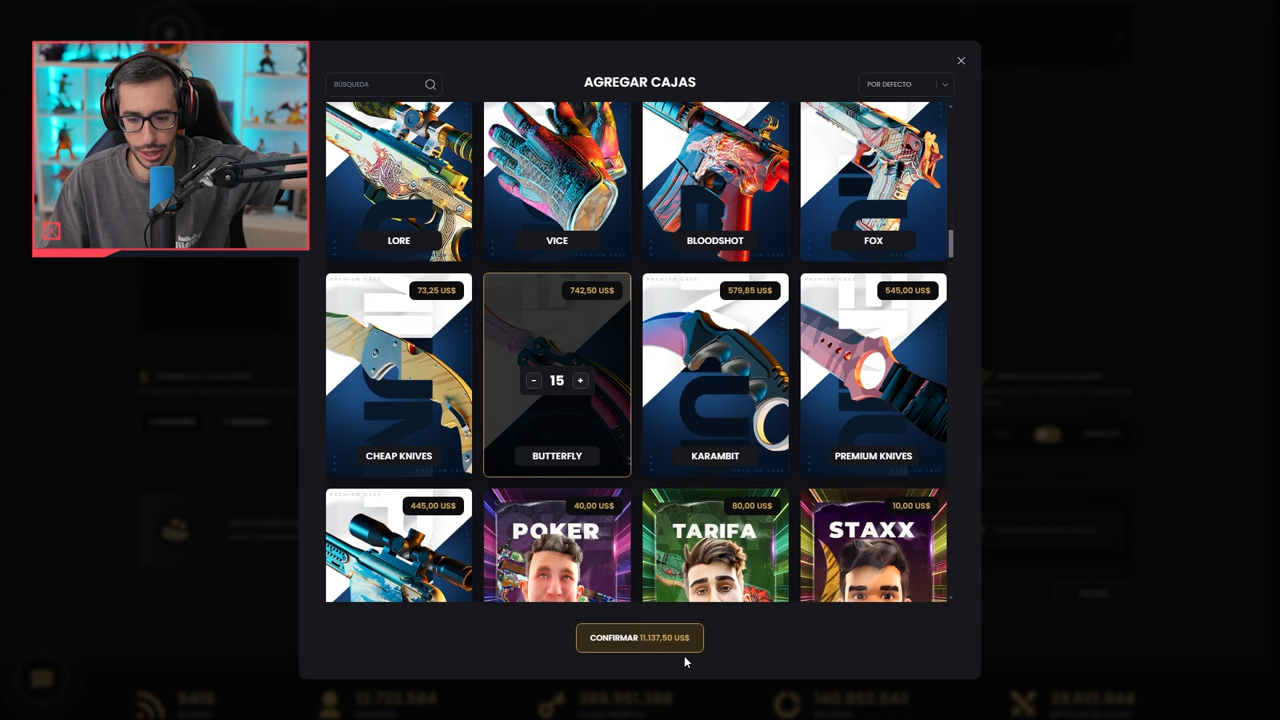 AGREGAR CAJAS
BÚSQUEDA
POR DEFECTO
LORE
VICE
BLOODSHOT
FOX
PREMIUM CASE
73,25 US$
742,50 US$
579,85 US$
545,00 US$
- 15 +
CHEAP KNIVES
BUTTERFLY
KARAMBIT
PREMIUM KNIVES
445,00 US$
40,00 US$
80,00 US$
10,00 US$
POKER
TARIFA
STAXX
CONFIRMAR 11.137,50 US$